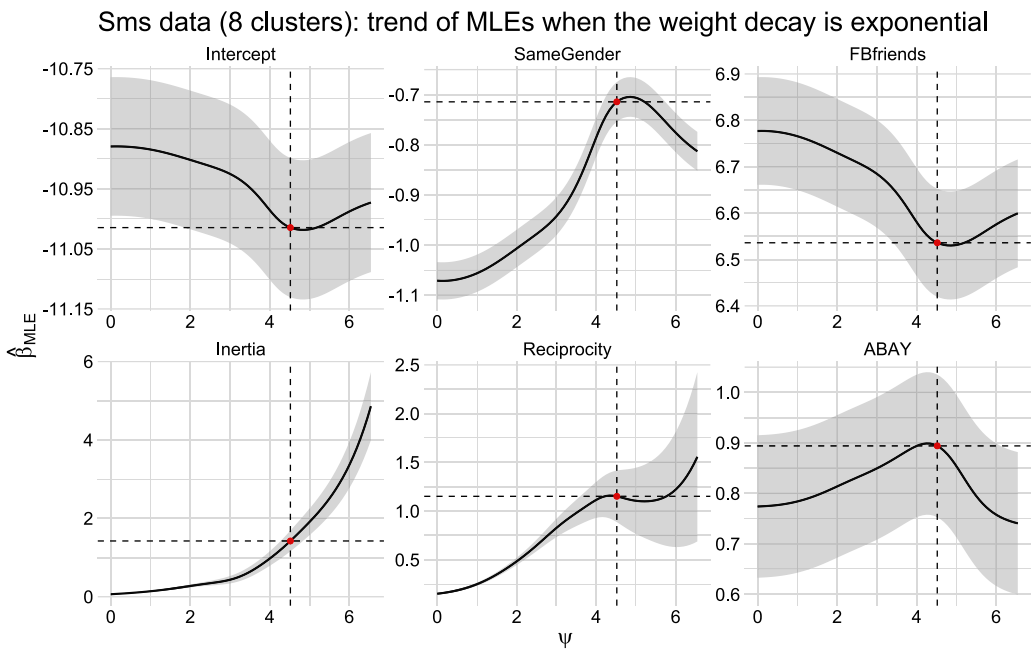 Sms data (8 clusters): trend of MLEs when the weight decay is exponential
Intercept
-10.75
-10.85
-10.95
-11.05
-11.15
0 2 4 6
SameGender
-0.7
-0.8
-0.9
-1.0
-1.1
0 2 4 6
FBfriends
6.9
6.8
6.7
6.6
6.5
6.4
0 2 4 6
β̂MLE
Inertia
6
4
2
0
0 2 4 6
Reciprocity
2.5
2.0
1.5
1.0
0.5
0 2 4 6
ABAY
1.0
0.9
0.8
0.7
0.6
0 2 4 6
ψ